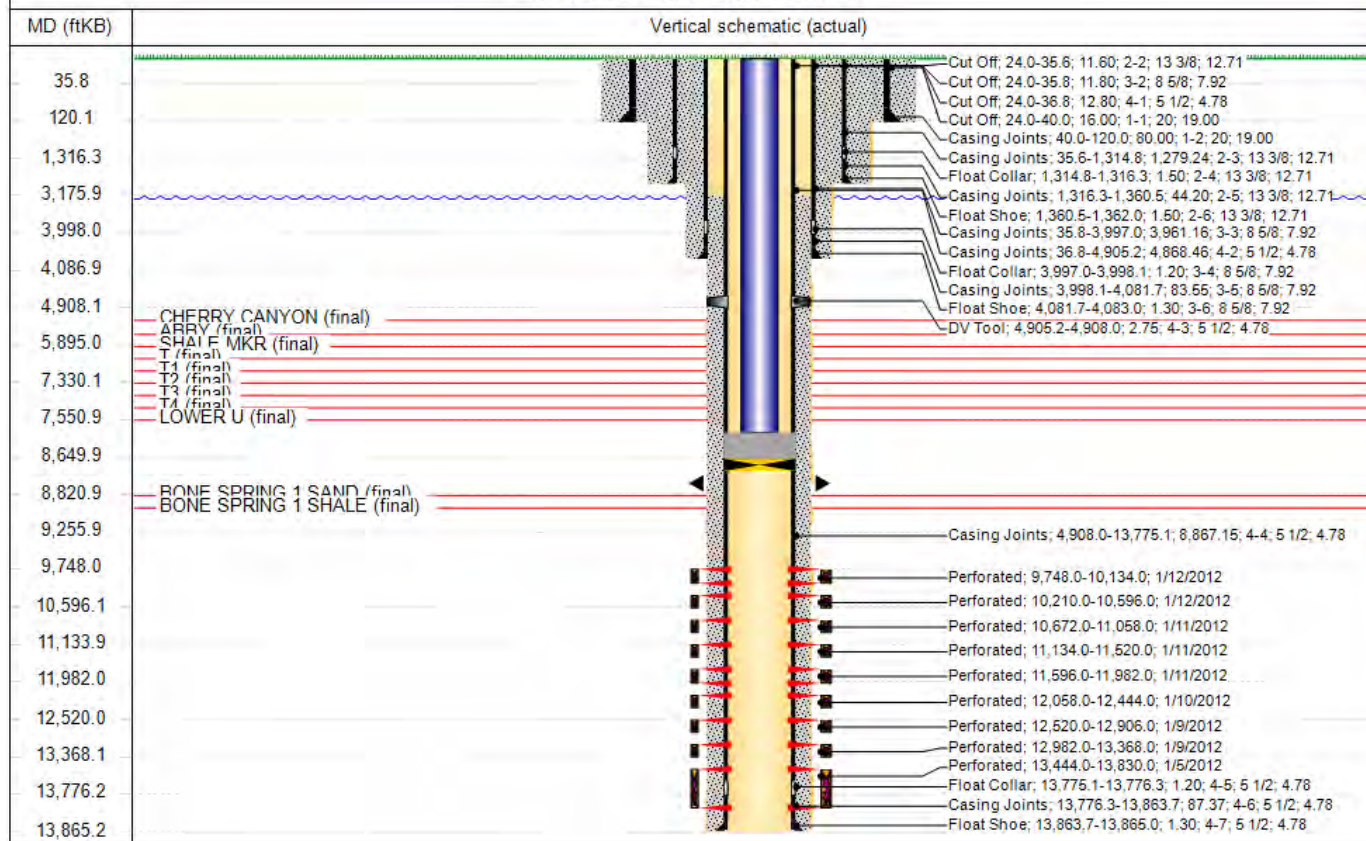 MD (ftKB)
Vertical schematic (actual)
35.8
120.1
1,316.3
3,175.9
3,998.0
4,086.9
4,908.1
5,895.0
7,330.1
7,550.9
8,649.9
8,820.9
9,255.9
9,748.0
10,596.1
11,133.9
11,982.0
12,520.0
13,368.1
13,776.2
13,865.2
CHERRY CANYON (final)
ABBY (final)
SHALE MKR (final)
T (final)
T1 (final)
T2 (final)
T3 (final)
T4 (final)
LOWER U (final)
BONE SPRING 1 SAND (final)
BONE SPRING 1 SHALE (final)
Cut Off; 24.0-35.6; 11.60; 2-2; 13 3/8; 12.71
Cut Off; 24.0-35.8; 11.80; 3-2; 8 5/8; 7.92
Cut Off; 24.0-36.8; 12.80; 4-1; 5 1/2; 4.78
Cut Off; 24.0-40.0; 16.00; 1-1; 20; 19.00
Casing Joints; 40.0-120.0; 80.00; 1-2; 20; 19.00
Casing Joints; 35.6-1,314.8; 1,279.24; 2-3; 13 3/8; 12.71
Float Collar; 1,314.8-1,316.3; 1.50; 2-4; 13 3/8; 12.71
Casing Joints; 1,316.3-1,360.5; 44.20; 2-5; 13 3/8; 12.71
Float Shoe; 1,360.5-1,362.0; 1.50; 2-6; 13 3/8; 12.71
Casing Joints; 35.8-3,997.0; 3,961.16; 3-3; 8 5/8; 7.92
Casing Joints; 36.8-4,905.2; 4,868.46; 4-2; 5 1/2; 4.78
Float Collar; 3,997.0-3,998.1; 1.20; 3-4; 8 5/8; 7.92
Casing Joints; 3,998.1-4,081.7; 83.55; 3-5; 8 5/8; 7.92
Float Shoe; 4,081.7-4,083.0; 1.30; 3-6; 8 5/8; 7.92
DV Tool; 4,905.2-4,908.0; 2.75; 4-3; 5 1/2; 4.78
Casing Joints; 4,908.0-13,775.1; 8,867.15; 4-4; 5 1/2; 4.78
Perforated; 9,748.0-10,134.0; 1/12/2012
Perforated; 10,210.0-10,596.0; 1/12/2012
Perforated; 10,672.0-11,058.0; 1/11/2012
Perforated; 11,134.0-11,520.0; 1/11/2012
Perforated; 11,596.0-11,982.0; 1/11/2012
Perforated; 12,058.0-12,444.0; 1/10/2012
Perforated; 12,520.0-12,906.0; 1/9/2012
Perforated; 12,982.0-13,368.0; 1/9/2012
Perforated; 13,444.0-13,830.0; 1/5/2012
Float Collar; 13,775.1-13,776.3; 1.20; 4-5; 5 1/2; 4.78
Casing Joints; 13,776.3-13,863.7; 87.37; 4-6; 5 1/2; 4.78
Float Shoe; 13,863.7-13,865.0; 1.30; 4-7; 5 1/2; 4.78